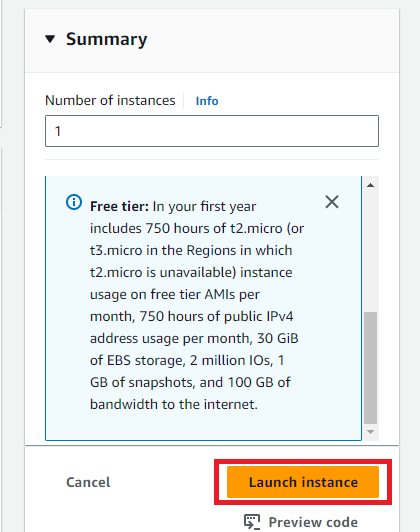 Summary
Number of instances Info
1
Free tier: In your first year
includes 750 hours of t2.micro (or
t3.micro in the Regions in which
t2.micro is unavailable) instance
usage on free tier AMIs per
month, 750 hours of public IPv4
address usage per month, 30 GiB
of EBS storage, 2 million IOs, 1
GB of snapshots, and 100 GB of
bandwidth to the internet.
Cancel Launch instance
Preview code